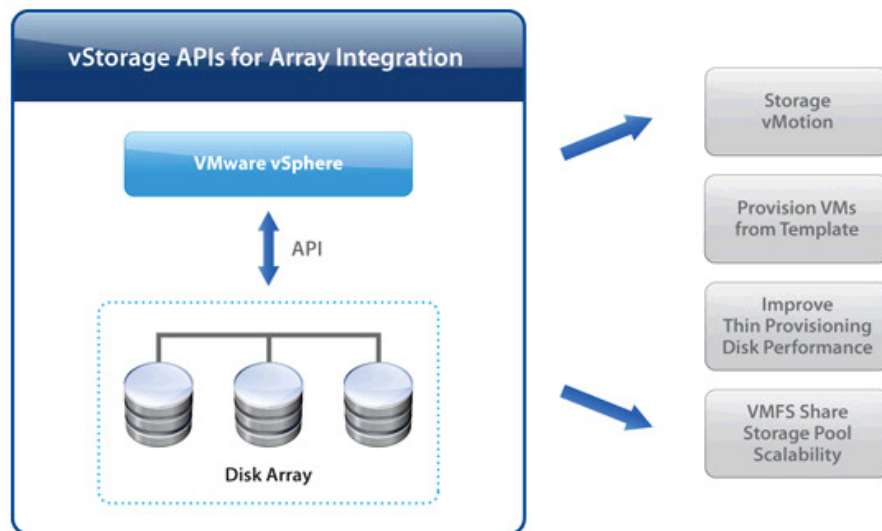 vStorage APIs for Array Integration
VMware vSphere
API
Disk Array
Storage
vMotion
Provision VMs
from Template
Improve
Thin Provisioning
Disk Performance
VMFS Share
Storage Pool
Scalability